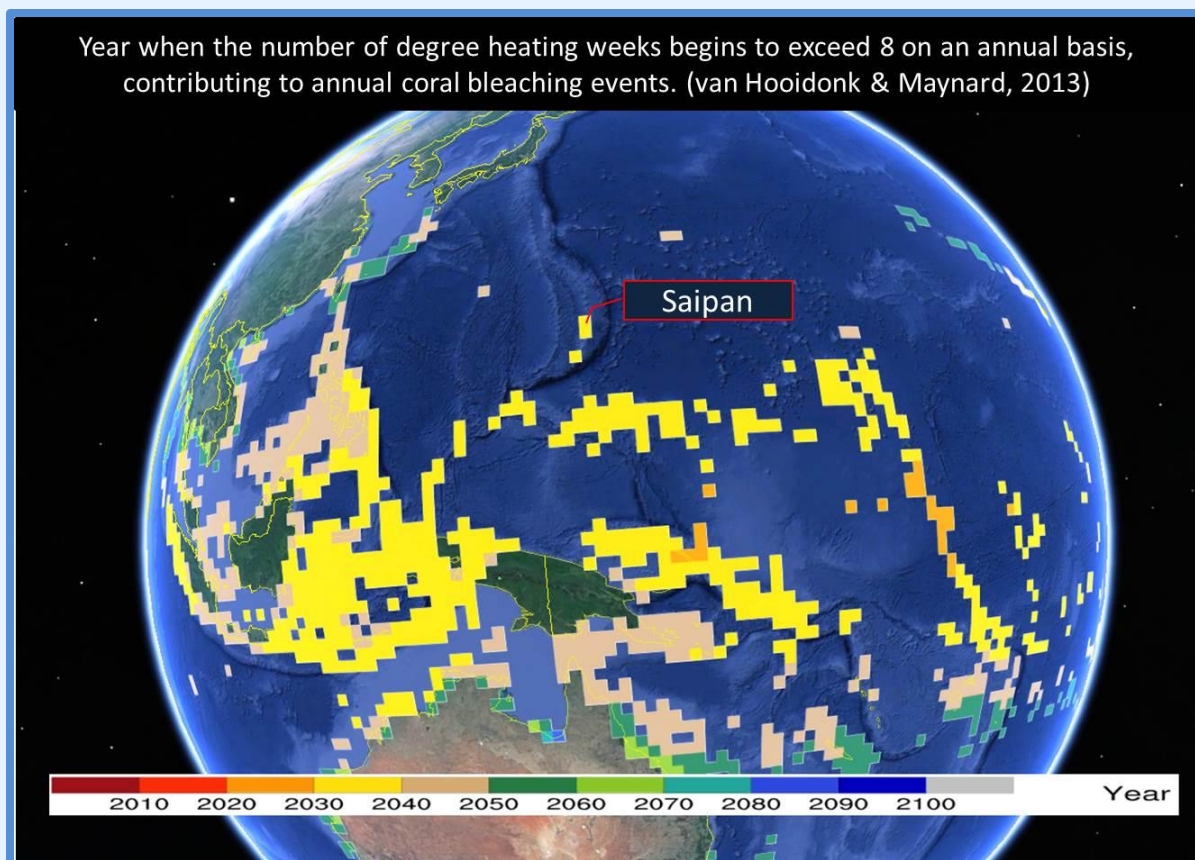 Year when the number of degree heating weeks begins to exceed 8 on an annual basis,
contributing to annual coral bleaching events. (van Hooidonk & Maynard, 2013)
Saipan
2010 2020 2030 2040 2050 2060 2070 2080 2090 2100 Year